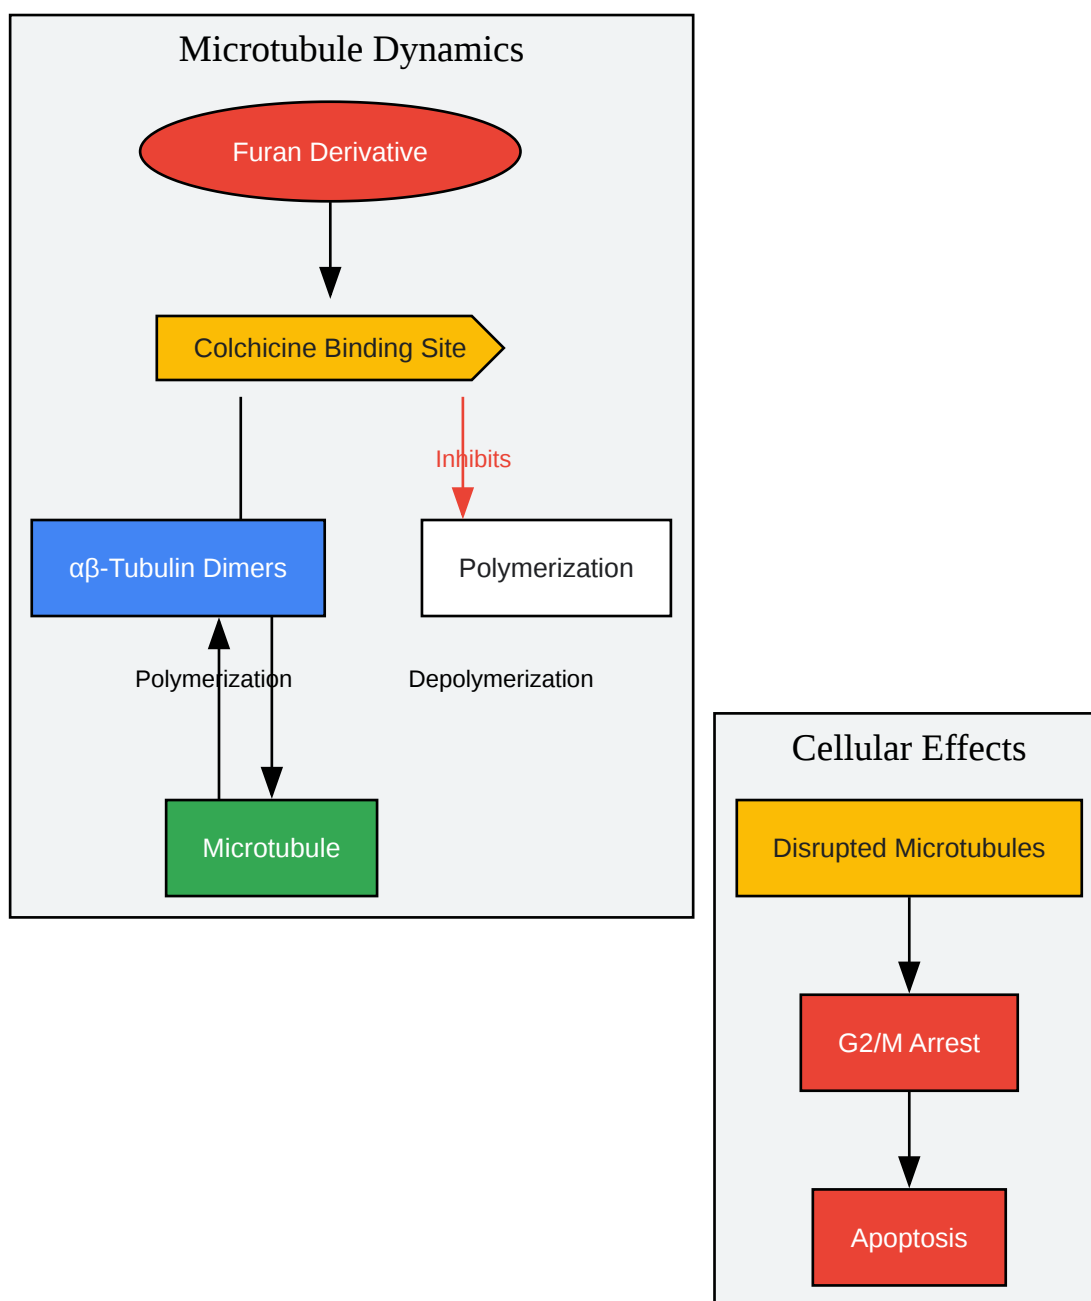 Microtubule Dynamics
Furan Derivative
Colchicine Binding Site
Inhibits
αβ-Tubulin Dimers
Polymerization
Polymerization
Depolymerization
Microtubule
Cellular Effects
Disrupted Microtubules
G2/M Arrest
Apoptosis